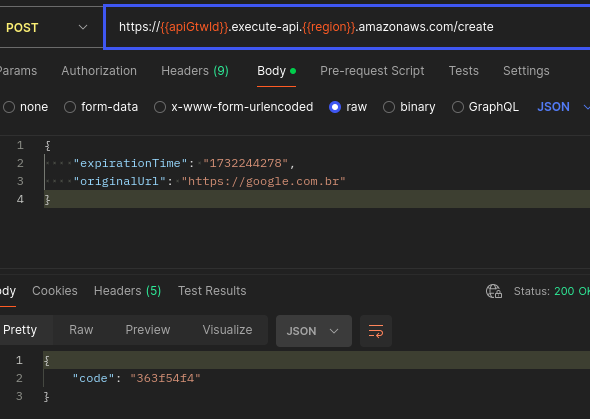 POST
https://{{apiGtwId}}.execute-api.{{region}}.amazonaws.com/create
Params Authorization Headers (9) Body Pre-request Script Tests Settings
none form-data x-www-form-urlencoded raw binary GraphQL JSON
1 {
2 "expirationTime": "1732244278",
3 "originalUrl": "https://google.com.br"
4 }
ody Cookies Headers (5) Test Results Status: 200 OK
Pretty Raw Preview Visualize JSON
1 {
2 "code": "363f54f4"
3 }